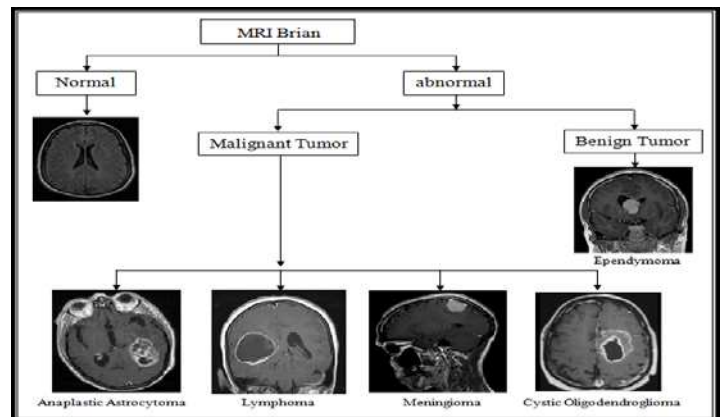 MRI Brian
Normal
abnormal
Malignant Tumor
Benign Tumor
Ependymoma
Anaplastic Astrocytoma
Lymphoma
Meningioma
Cystic Oligodendroglioma